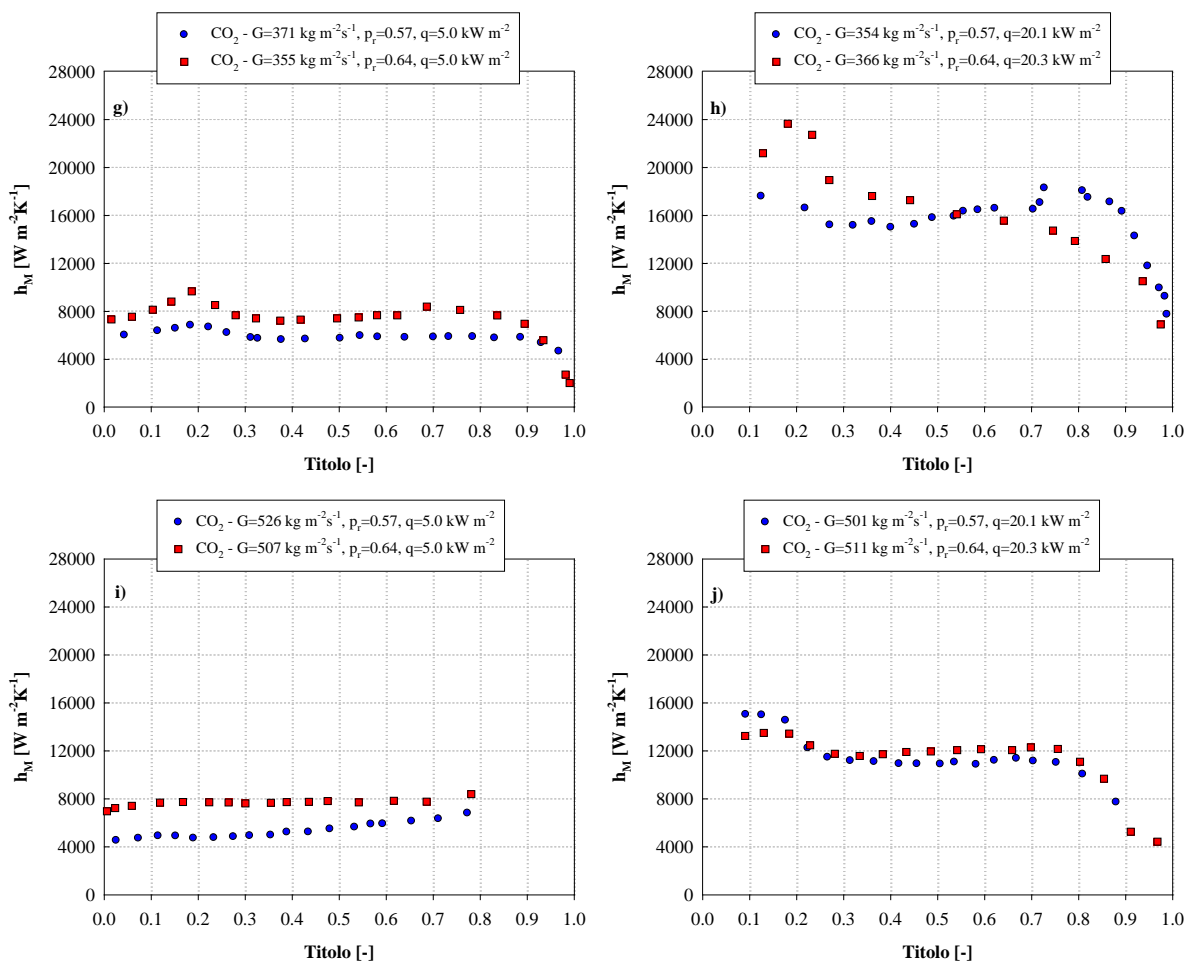 CO₂ - G=371 kg m⁻²s⁻¹, pᵣ=0.57, q=5.0 kW m⁻²
CO₂ - G=355 kg m⁻²s⁻¹, pᵣ=0.64, q=5.0 kW m⁻²
g)
28000
24000
20000
16000
12000
8000
4000
0
h_M [W m⁻²K⁻¹]
0.0 0.1 0.2 0.3 0.4 0.5 0.6 0.7 0.8 0.9 1.0
Titolo [-]
CO₂ - G=354 kg m⁻²s⁻¹, pᵣ=0.57, q=20.1 kW m⁻²
CO₂ - G=366 kg m⁻²s⁻¹, pᵣ=0.64, q=20.3 kW m⁻²
h)
28000
24000
20000
16000
12000
8000
4000
0
h_M [W m⁻²K⁻¹]
0.0 0.1 0.2 0.3 0.4 0.5 0.6 0.7 0.8 0.9 1.0
Titolo [-]
CO₂ - G=526 kg m⁻²s⁻¹, pᵣ=0.57, q=5.0 kW m⁻²
CO₂ - G=507 kg m⁻²s⁻¹, pᵣ=0.64, q=5.0 kW m⁻²
i)
28000
24000
20000
16000
12000
8000
4000
0
h_M [W m⁻²K⁻¹]
0.0 0.1 0.2 0.3 0.4 0.5 0.6 0.7 0.8 0.9 1.0
Titolo [-]
CO₂ - G=501 kg m⁻²s⁻¹, pᵣ=0.57, q=20.1 kW m⁻²
CO₂ - G=511 kg m⁻²s⁻¹, pᵣ=0.64, q=20.3 kW m⁻²
j)
28000
24000
20000
16000
12000
8000
4000
0
h_M [W m⁻²K⁻¹]
0.0 0.1 0.2 0.3 0.4 0.5 0.6 0.7 0.8 0.9 1.0
Titolo [-]